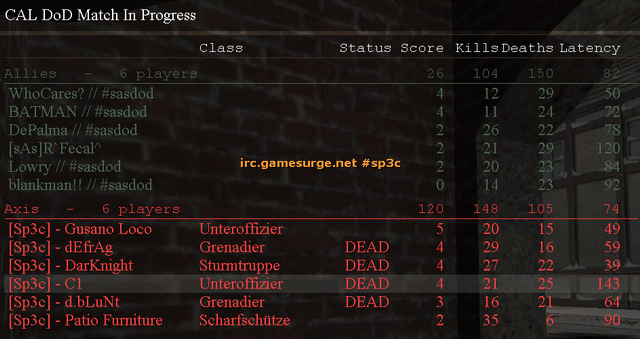 CAL DoD Match In Progress
Class Status Score Kills Deaths Latency
Allies - 6 players 26 104 150 82
WhoCares? // #sasdod 4 12 29 50
BATMAN // #sasdod 4 11 24 72
DePalma // #sasdod 2 26 22 78
[sAs]R`Fecal^ 2 21 29 120
Lowry // #sasdod 2 20 23 84
blankman!! // #sasdod 0 14 23 92
irc.gamesurge.net #sp3c
Axis - 6 players 120 148 105 74
[Sp3c] - Gusano Loco Unteroffizier 5 20 15 49
[Sp3c] - dEfrAg Grenadier DEAD 4 29 16 59
[Sp3c] - DarKnight Sturmtruppe DEAD 4 27 22 39
[Sp3c] - C1 Unteroffizier DEAD 4 21 25 143
[Sp3c] - d.bLuNt Grenadier DEAD 3 16 21 64
[Sp3c] - Patio Furniture Scharfschütze 2 35 6 90